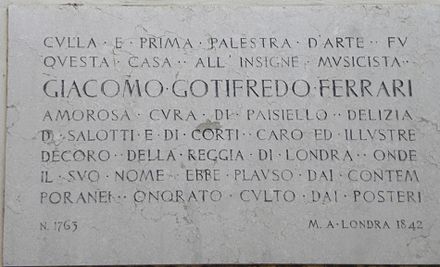 CVLLA · E · PRIMA · PALESTRA · D'ARTE · FV
QVESTA · CASA · ALL'INSIGNE · MVSICISTA
GIACOMO · GOTIFREDO · FERRARI
AMOROSA · CVRA · DI · PAISIELLO · DELIZIA
DI · SALOTTI · E · DI · CORTI · CARO · ED · ILLVSTRE
DECORO · DELLA · REGGIA · DI · LONDRA · ONDE
IL · SVO · NOME · EBBE · PLAVSO · DAI · CONTEM
PORANEI · ONORATO · CVLTO · DAI · POSTERI
N. 1763 M. A · LONDRA 1842